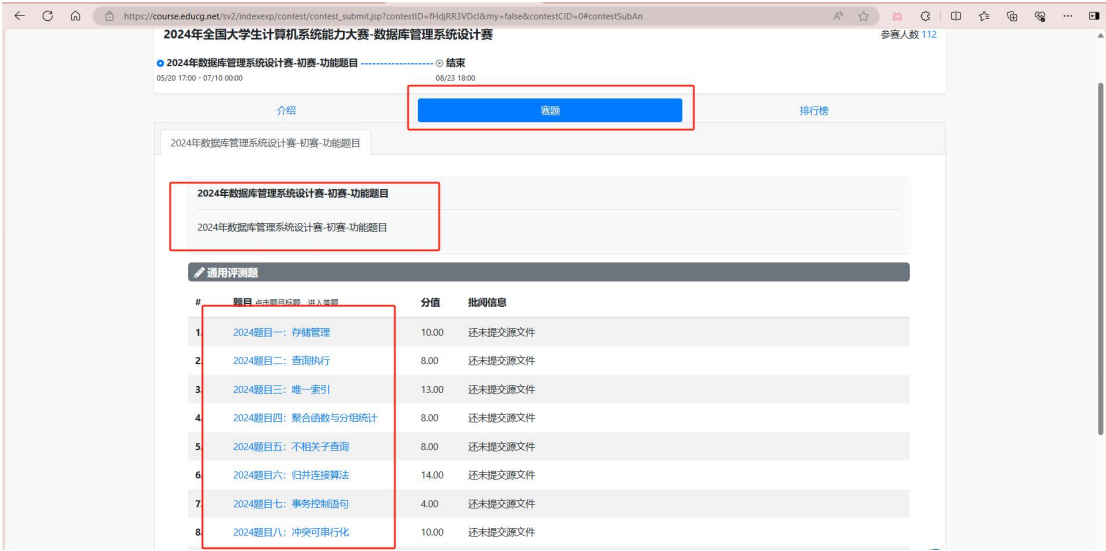 https://course.educg.net/sv2/indexexp/contest/contest_submit.jsp?contestID=fHdjRR3VDcI&my=false&contestCID=0#contestSubAn
2024年全国大学生计算机系统能力大赛-数据库管理系统设计赛
参赛人数 112
2024年数据库管理系统设计赛-初赛-功能题目 -------------------- 结束
05/20 17:00 - 07/10 00:00
08/23 18:00
介绍
赛题
排行榜
2024年数据库管理系统设计赛-初赛-功能题目
2024年数据库管理系统设计赛-初赛-功能题目
2024年数据库管理系统设计赛-初赛-功能题目
通用评测题
# 题目 点击题目标题，进入答题 分值 批阅信息
1. 2024题目一：存储管理 10.00 还未提交源文件
2. 2024题目二：查询执行 8.00 还未提交源文件
3. 2024题目三：唯一索引 13.00 还未提交源文件
4. 2024题目四：聚合函数与分组统计 8.00 还未提交源文件
5. 2024题目五：不相关子查询 8.00 还未提交源文件
6. 2024题目六：归并连接算法 14.00 还未提交源文件
7. 2024题目七：事务控制语句 4.00 还未提交源文件
8. 2024题目八：冲突可串行化 10.00 还未提交源文件